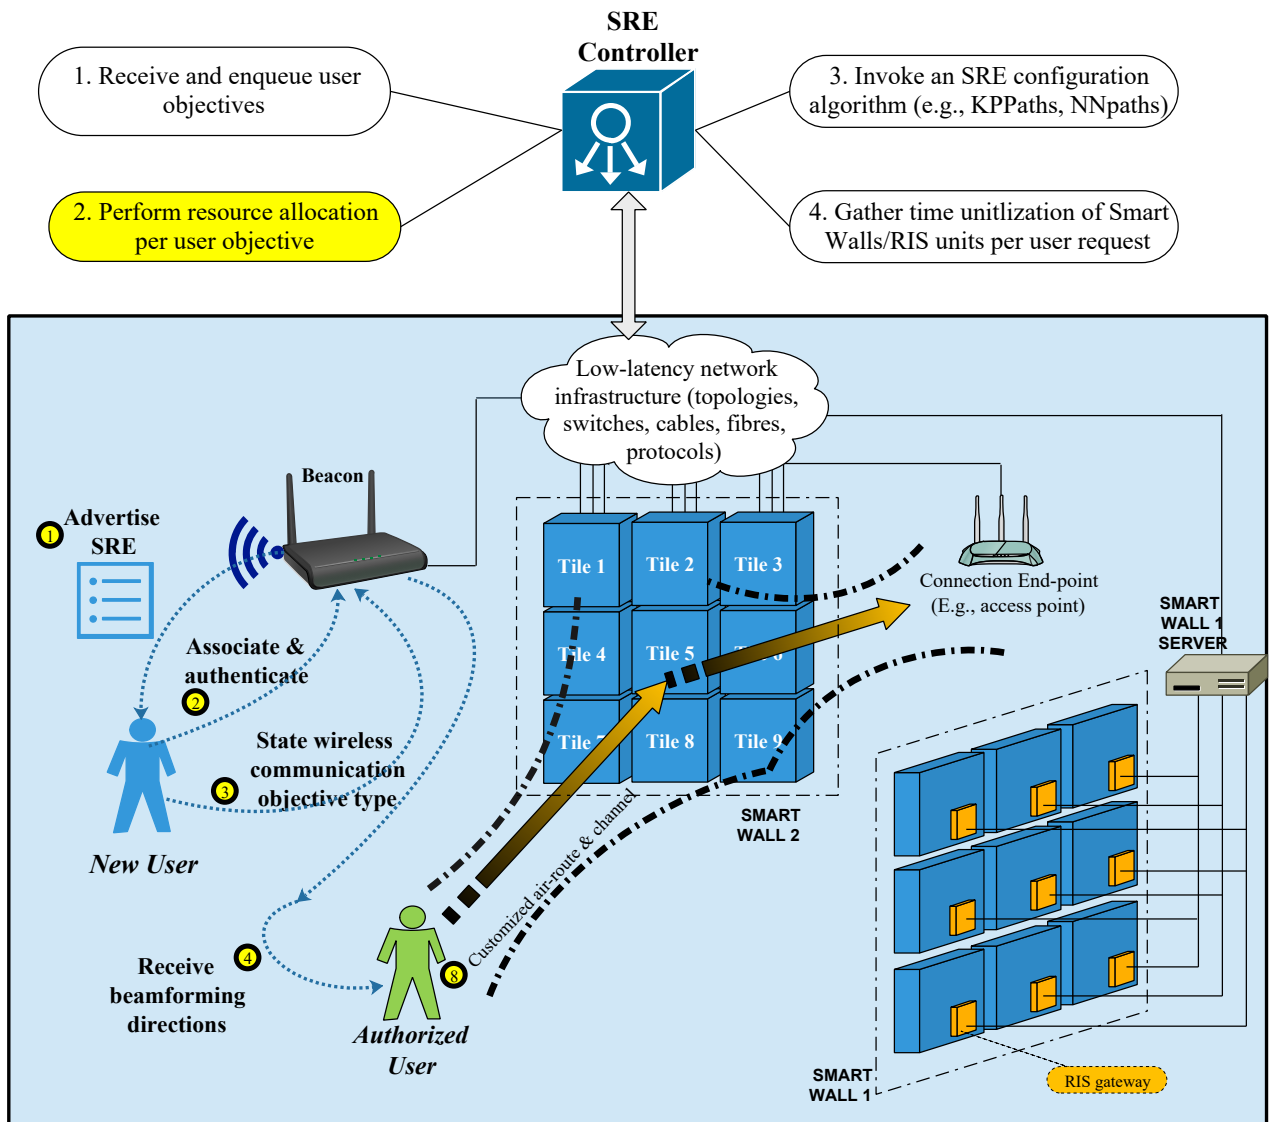 SRE
Controller
1. Receive and enqueue user
objectives
3. Invoke an SRE configuration
algorithm (e.g., KPPaths, NNpaths)
2. Perform resource allocation
per user objective
4. Gather time unitlization of Smart
Walls/RIS units per user request
Low-latency network
infrastructure (topologies,
switches, cables, fibres,
protocols)
Beacon
1
Advertise
SRE
Tile 1
Tile 2
Tile 3
Tile 4
Tile 5
Tile 6
Tile 7
Tile 8
Tile 9
SMART
WALL 2
Connection End-point
(E.g., access point)
SMART
WALL 1
SERVER
Associate &
authenticate
2
State wireless
communication
objective type
3
New User
Customized air-route & channel
8
4
Receive
beamforming
directions
Authorized
User
SMART
WALL 1
RIS gateway